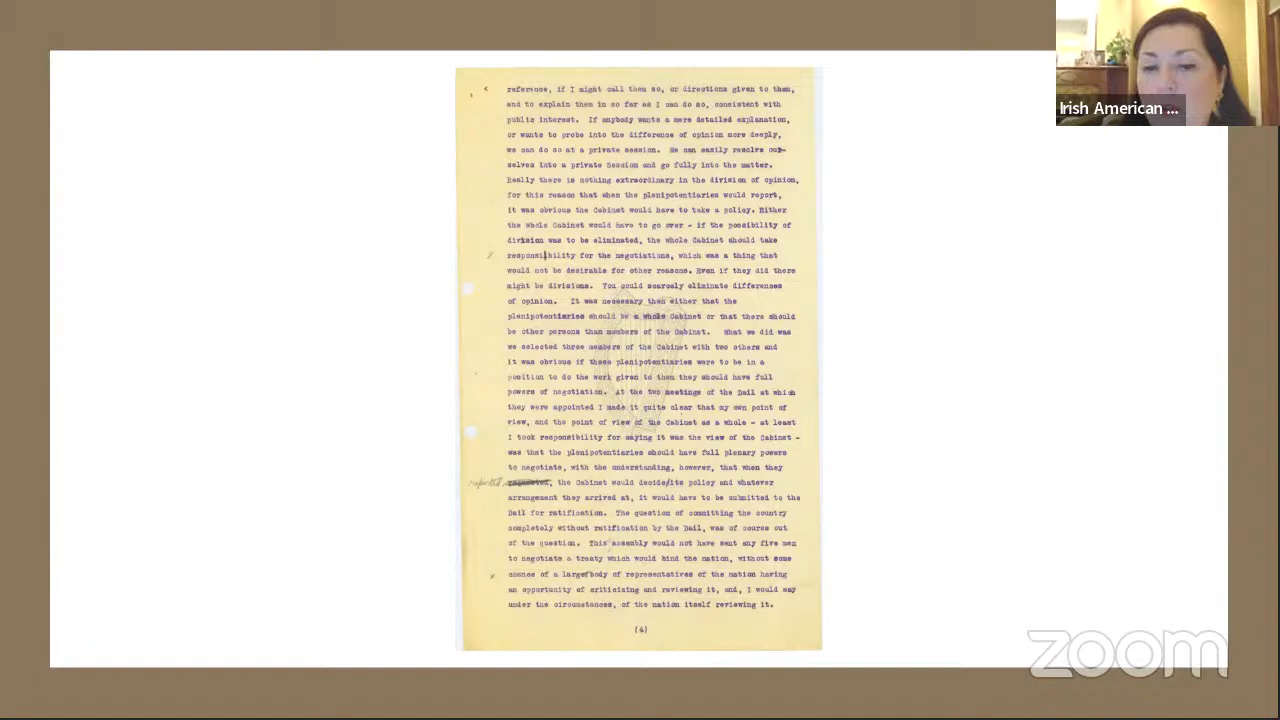 Irish American ...
reference, if I might call them so, or directions given to them,
and to explain them in so far as I can do so, consistent with
public interest. If anybody wants a more detailed explanation,
or wants to probe into the difference of opinion more deeply,
we can do so at a private session. We can easily resolve our-
selves into a private Session and go fully into the matter.
Really there is nothing extraordinary in the division of opinion,
for this reason that when the plenipotentiaries would report,
it was obvious the Cabinet would have to take a policy. Either
the whole Cabinet would have to go over - if the possibility of
division was to be eliminated, the whole Cabinet should take
responsibility for the negotiations, which was a thing that
would not be desirable for other reasons. Even if they did there
might be divisions. You could scarcely eliminate differences
of opinion. It was necessary then either that the
plenipotentiaries should be a whole Cabinet or that there should
be other persons than members of the Cabinet. What we did was
we selected three members of the Cabinet with two others and
it was obvious if these plenipotentiaries were to be in a
position to do the work given to them they should have full
powers of negotiation. At the two meetings of the Dail at which
they were appointed I made it quite clear that my own point of
view, and the point of view of the Cabinet as a whole - at least
I took responsibility for saying it was the view of the Cabinet -
was that the plenipotentiaries should have full plenary powers
to negotiate, with the understanding, however, that when they
reported requested, the Cabinet would decide/its policy and whatever
arrangement they arrived at, it would have to be submitted to the
Dail for ratification. The question of committing the country
completely without ratification by the Dail, was of course out
of the question. This assembly would not have sent any five men
to negotiate a treaty which would bind the nation, without some
chance of a large body of representatives of the nation having
an opportunity of criticizing and reviewing it, and, I would say
under the circumstances, of the nation itself reviewing it.
(4)
zoom